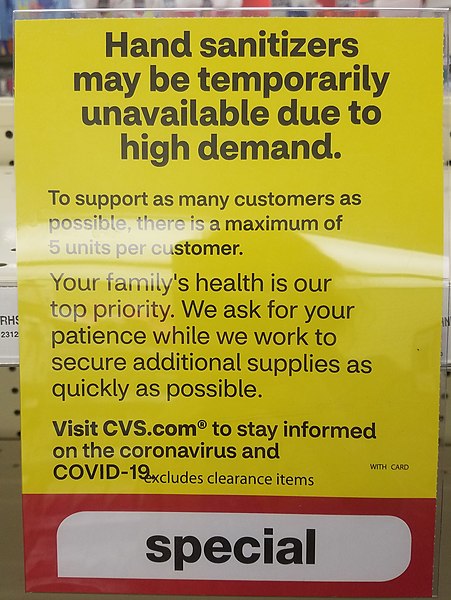 Hand sanitizers
may be temporarily
unavailable due to
high demand.
To support as many customers as
possible, there is a maximum of
5 units per customer.
Your family's health is our
top priority. We ask for your
patience while we work to
secure additional supplies as
quickly as possible.
Visit CVS.com® to stay informed
on the coronavirus and
COVID-19.
excludes clearance items
WITH CARD
special
RHS
2312